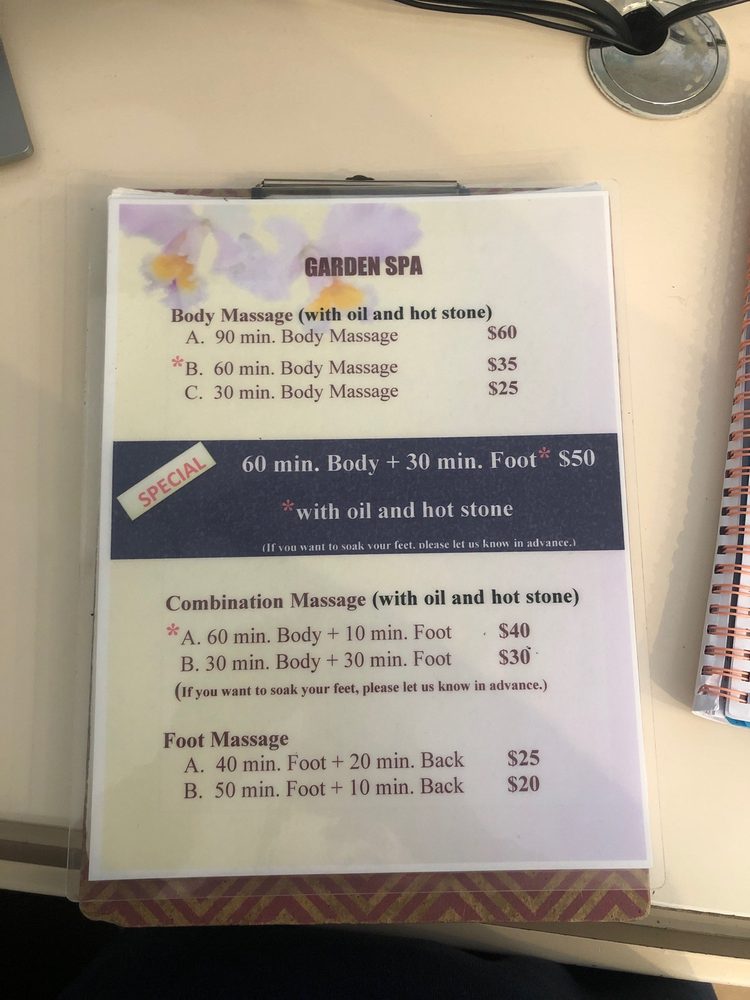 GARDEN SPA
Body Massage (with oil and hot stone)
A. 90 min. Body Massage $60
*B. 60 min. Body Massage $35
C. 30 min. Body Massage $25
SPECIAL
60 min. Body + 30 min. Foot* $50
*with oil and hot stone
(If you want to soak your feet, please let us know in advance.)
Combination Massage (with oil and hot stone)
*A. 60 min. Body + 10 min. Foot $40
B. 30 min. Body + 30 min. Foot $30
(If you want to soak your feet, please let us know in advance.)
Foot Massage
A. 40 min. Foot + 20 min. Back $25
B. 50 min. Foot + 10 min. Back $20